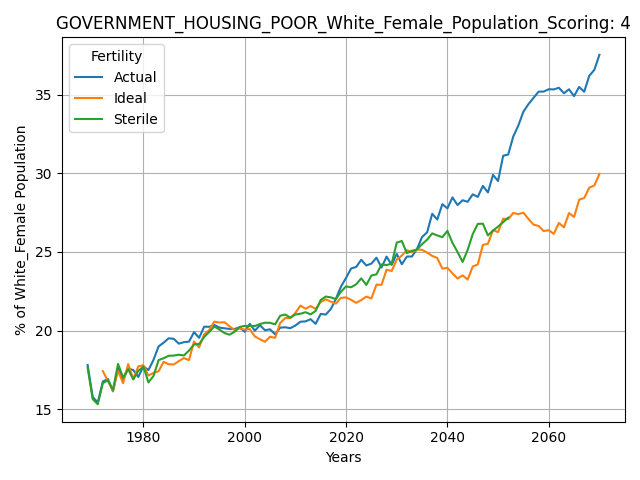 GOVERNMENT_HOUSING_POOR_White_Female_Population_Scoring: 4
Fertility
Actual
Ideal
Sterile
% of White_Female Population
35
30
25
20
15
1980
2000
2020
2040
2060
Years